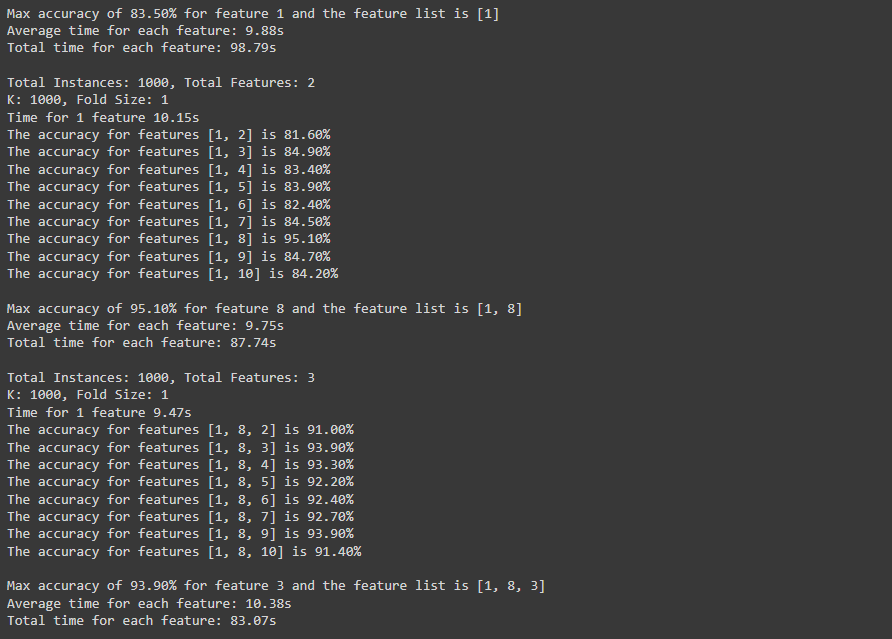 Max accuracy of 83.50% for feature 1 and the feature list is [1]
Average time for each feature: 9.88s
Total time for each feature: 98.79s
Total Instances: 1000, Total Features: 2
K: 1000, Fold Size: 1
Time for 1 feature 10.15s
The accuracy for features [1, 2] is 81.60%
The accuracy for features [1, 3] is 84.90%
The accuracy for features [1, 4] is 83.40%
The accuracy for features [1, 5] is 83.90%
The accuracy for features [1, 6] is 82.40%
The accuracy for features [1, 7] is 84.50%
The accuracy for features [1, 8] is 95.10%
The accuracy for features [1, 9] is 84.70%
The accuracy for features [1, 10] is 84.20%
Max accuracy of 95.10% for feature 8 and the feature list is [1, 8]
Average time for each feature: 9.75s
Total time for each feature: 87.74s
Total Instances: 1000, Total Features: 3
K: 1000, Fold Size: 1
Time for 1 feature 9.47s
The accuracy for features [1, 8, 2] is 91.00%
The accuracy for features [1, 8, 3] is 93.90%
The accuracy for features [1, 8, 4] is 93.30%
The accuracy for features [1, 8, 5] is 92.20%
The accuracy for features [1, 8, 6] is 92.40%
The accuracy for features [1, 8, 7] is 92.70%
The accuracy for features [1, 8, 9] is 93.90%
The accuracy for features [1, 8, 10] is 91.40%
Max accuracy of 93.90% for feature 3 and the feature list is [1, 8, 3]
Average time for each feature: 10.38s
Total time for each feature: 83.07s